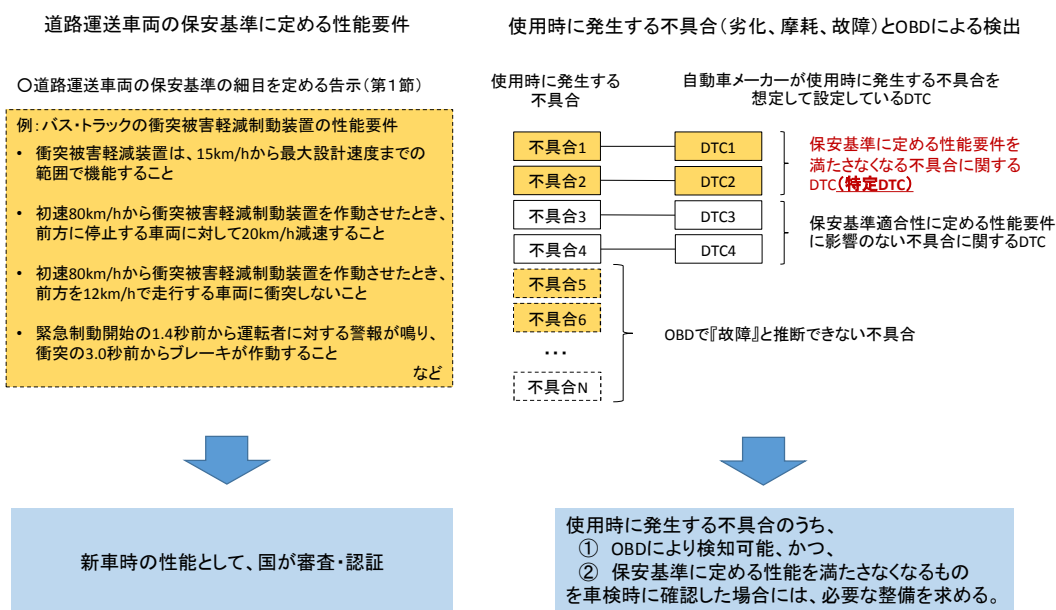 道路運送車両の保安基準に定める性能要件
〇道路運送車両の保安基準の細目を定める告示(第1節)
例:バス・トラックの衝突被害軽減制動装置の性能要件
• 衝突被害軽減装置は、15km/hから最大設計速度までの
範囲で機能すること
• 初速80km/hから衝突被害軽減制動装置を作動させたとき、
前方に停止する車両に対して20km/h減速すること
• 初速80km/hから衝突被害軽減制動装置を作動させたとき、
前方を12km/hで走行する車両に衝突しないこと
• 緊急制動開始の1.4秒前から運転者に対する警報が鳴り、
衝突の3.0秒前からブレーキが作動すること
など
新車時の性能として、国が審査・認証
使用時に発生する不具合(劣化、摩耗、故障)とOBDによる検出
使用時に発生する
不具合
自動車メーカーが使用時に発生する不具合を
想定して設定しているDTC
不具合1 DTC1
不具合2 DTC2
保安基準に定める性能要件を
満たさなくなる不具合に関する
DTC(特定DTC)
不具合3 DTC3
不具合4 DTC4
保安基準適合性に定める性能要件
に影響のない不具合に関するDTC
不具合5
不具合6
・・・
不具合N
OBDで『故障』と推断できない不具合
使用時に発生する不具合のうち、
① OBDにより検知可能、かつ、
② 保安基準に定める性能を満たさなくなるもの
を車検時に確認した場合には、必要な整備を求める。